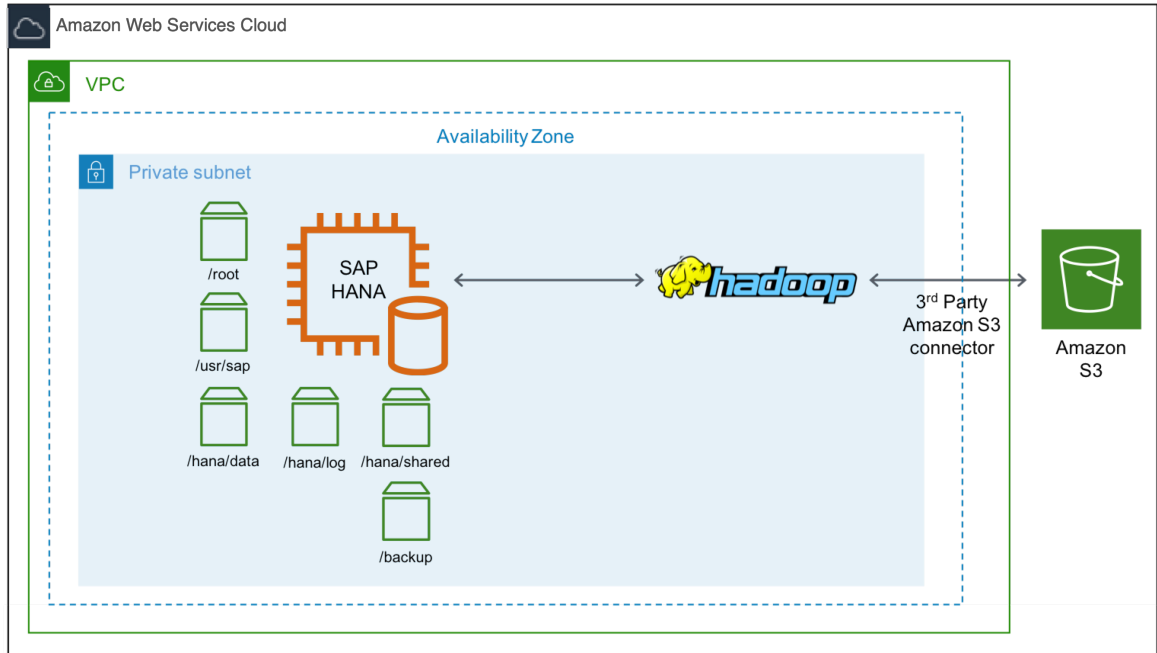 Amazon Web Services Cloud
VPC
Availability Zone
Private subnet
/root
SAP
HANA
/usr/sap
/hana/data
/hana/log
/hana/shared
/backup
hadoop
3rd Party
Amazon S3
connector
Amazon
S3